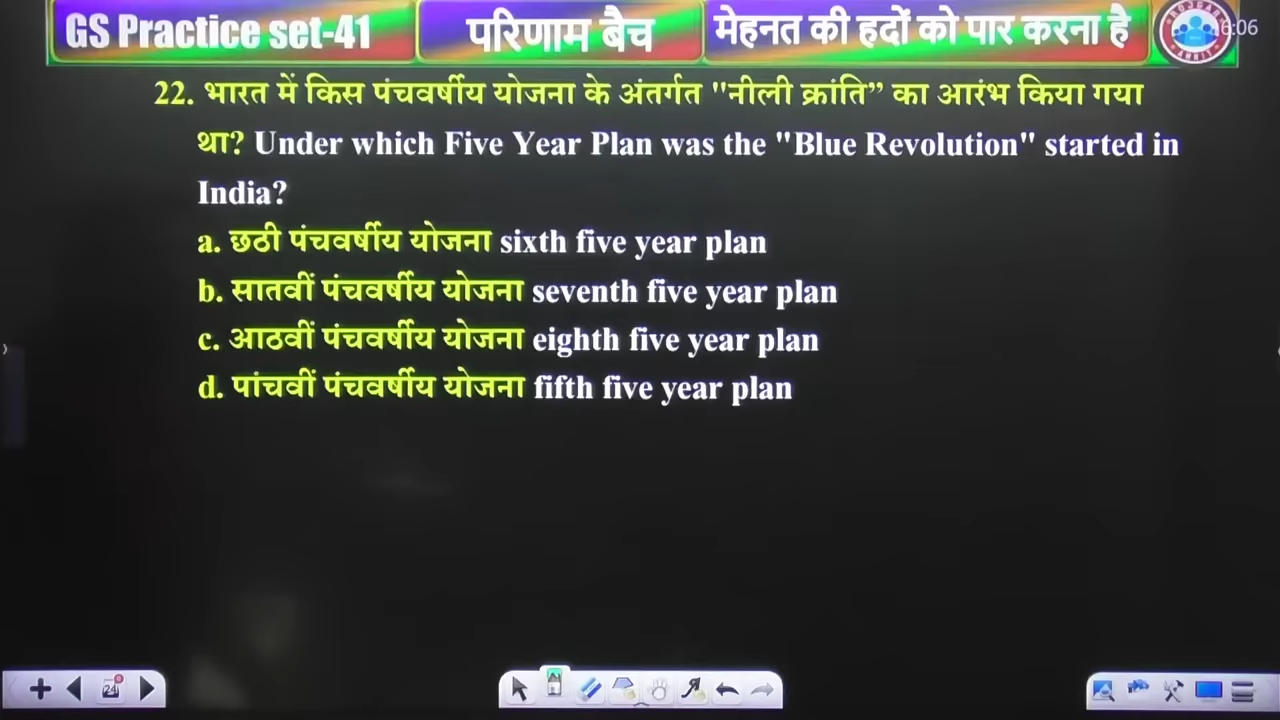 GS Practice set-41
परिणाम बैच
मेहनत की हदों को पार करना है
22. भारत में किस पंचवर्षीय योजना के अंतर्गत "नीली क्रांति” का आरंभ किया गया
था? Under which Five Year Plan was the "Blue Revolution" started in
India?
a. छठी पंचवर्षीय योजना sixth five year plan
b. सातवीं पंचवर्षीय योजना seventh five year plan
c. आठवीं पंचवर्षीय योजना eighth five year plan
d. पांचवीं पंचवर्षीय योजना fifth five year plan
24